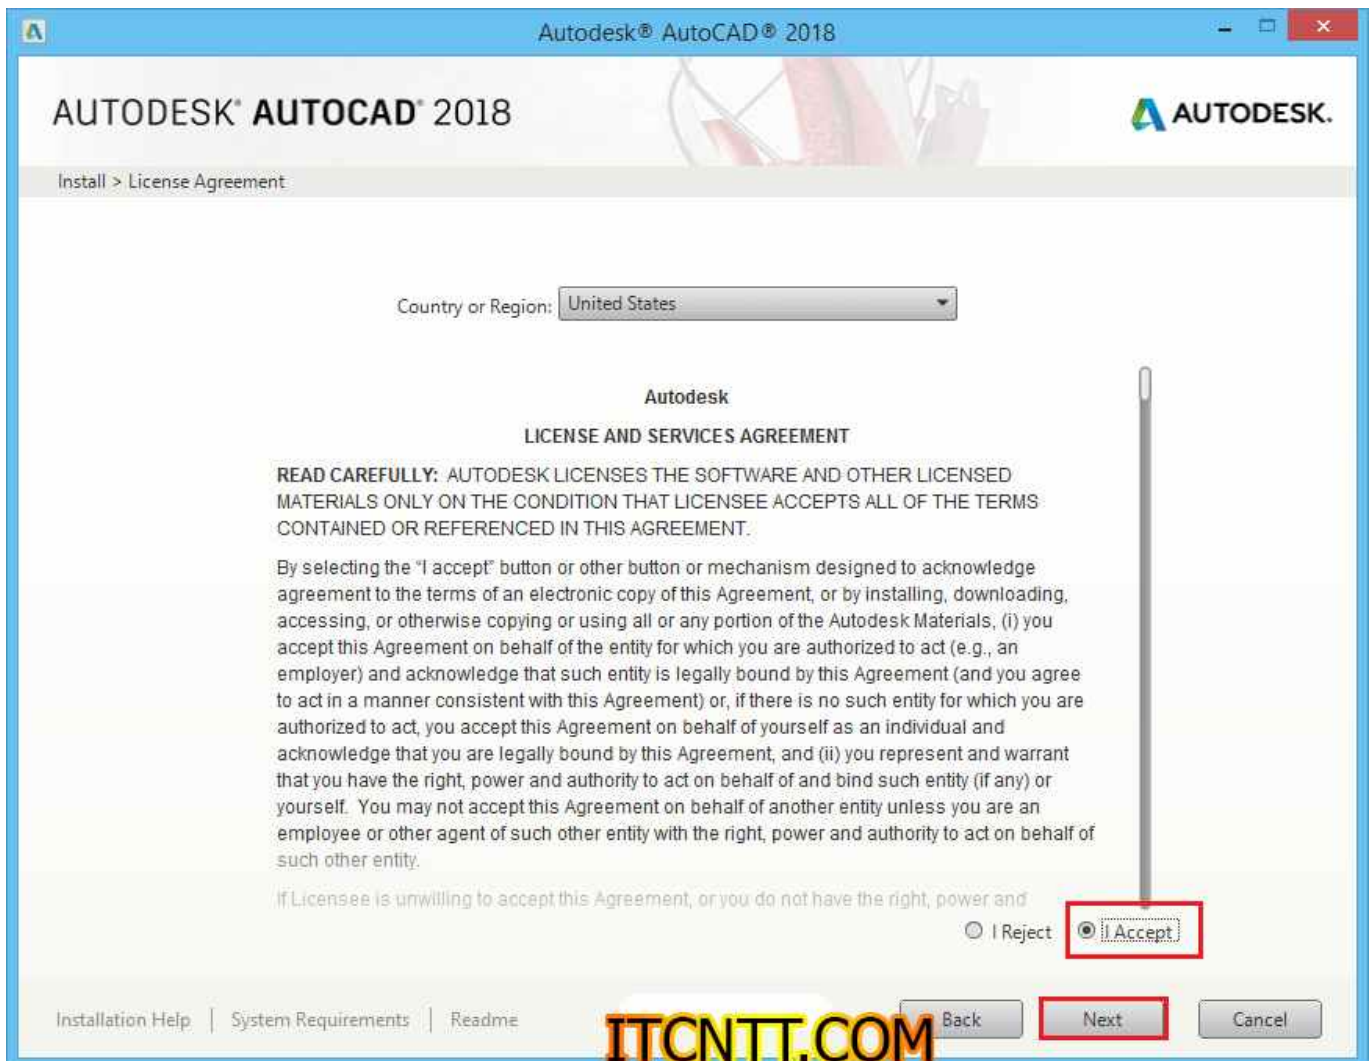 Autodesk® AutoCAD® 2018
AUTODESK® AUTOCAD® 2018
AUTODESK.
Install > License Agreement
Country or Region: United States
Autodesk
LICENSE AND SERVICES AGREEMENT
READ CAREFULLY: AUTODESK LICENSES THE SOFTWARE AND OTHER LICENSED
MATERIALS ONLY ON THE CONDITION THAT LICENSEE ACCEPTS ALL OF THE TERMS
CONTAINED OR REFERENCED IN THIS AGREEMENT.
By selecting the “I accept” button or other button or mechanism designed to acknowledge
agreement to the terms of an electronic copy of this Agreement, or by installing, downloading,
accessing, or otherwise copying or using all or any portion of the Autodesk Materials, (i) you
accept this Agreement on behalf of the entity for which you are authorized to act (e.g., an
employer) and acknowledge that such entity is legally bound by this Agreement (and you agree
to act in a manner consistent with this Agreement) or, if there is no such entity for which you are
authorized to act, you accept this Agreement on behalf of yourself as an individual and
acknowledge that you are legally bound by this Agreement, and (ii) you represent and warrant
that you have the right, power and authority to act on behalf of and bind such entity (if any) or
yourself. You may not accept this Agreement on behalf of another entity unless you are an
employee or other agent of such other entity with the right, power and authority to act on behalf of
such other entity.
If Licensee is unwilling to accept this Agreement, or you do not have the right, power and
I Reject I Accept
Installation Help | System Requirements | Readme
ITCNTT.COM
Back Next Cancel